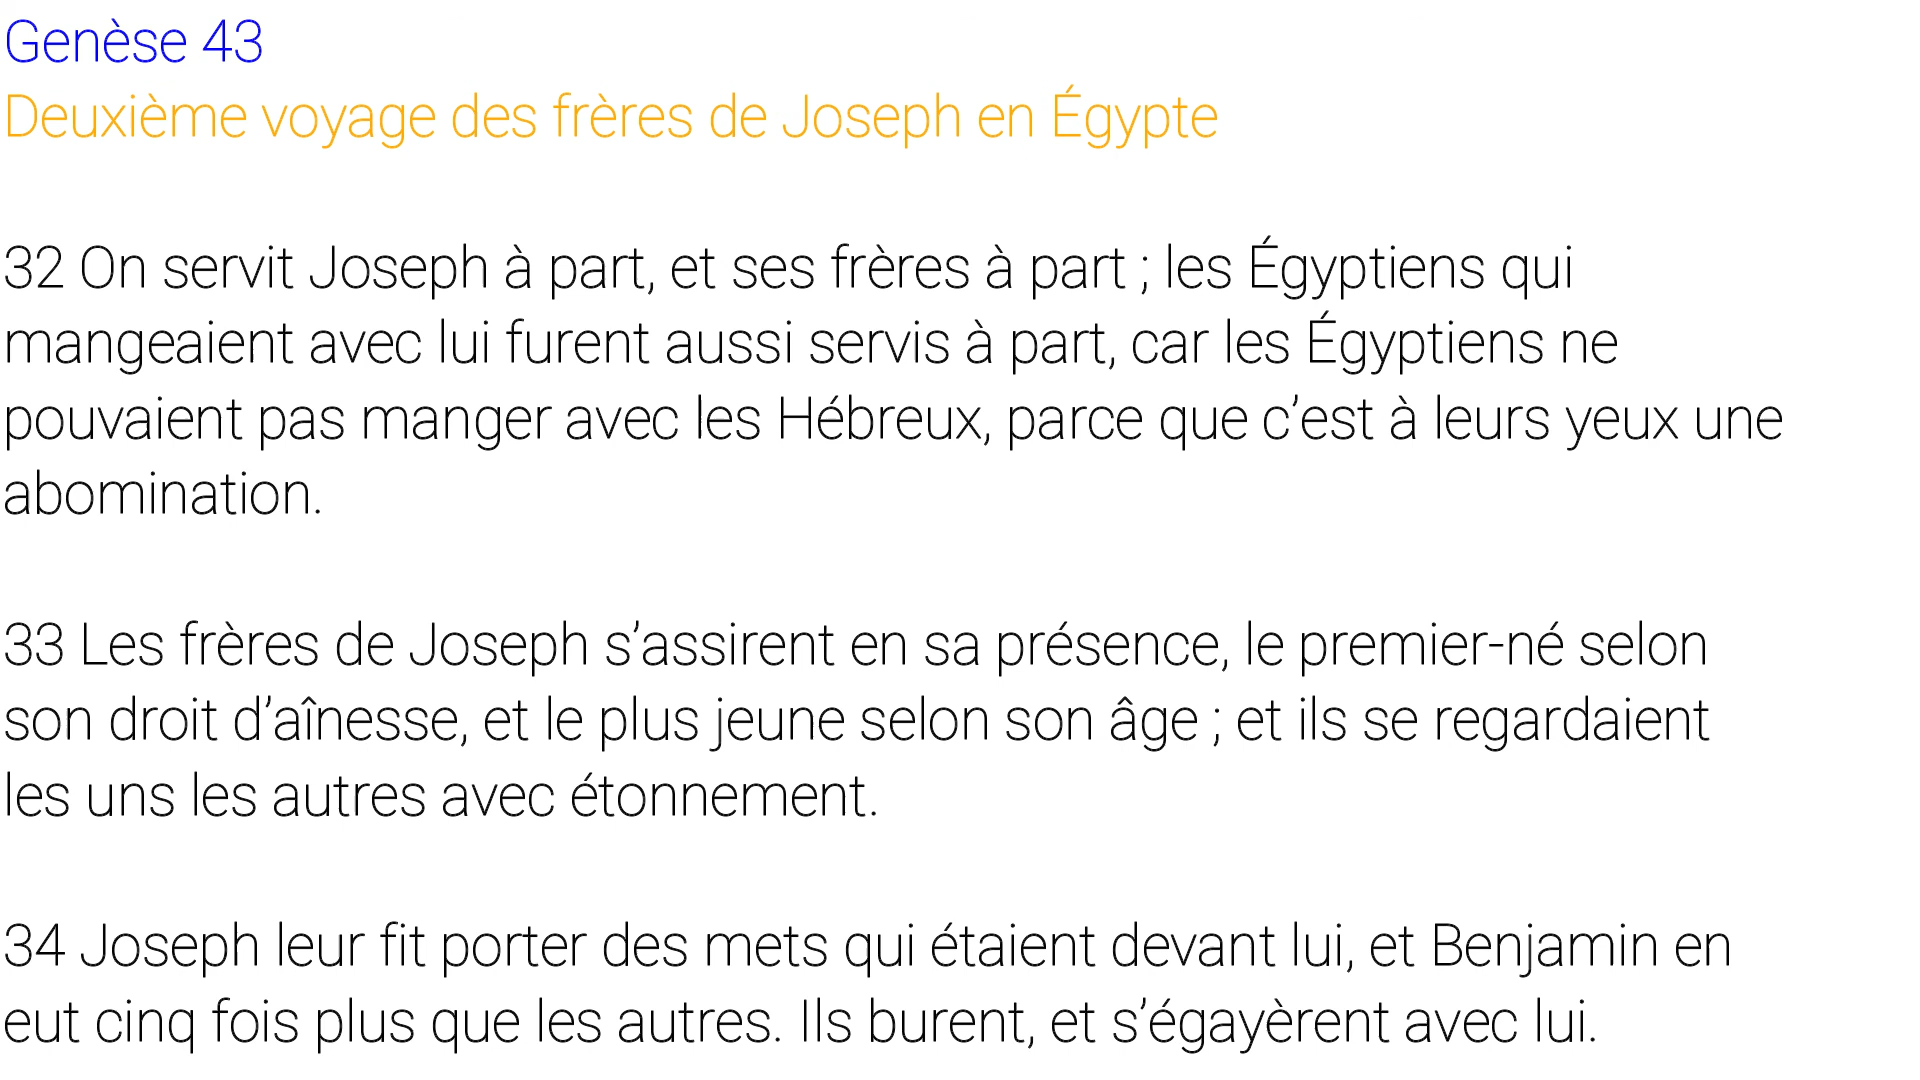 Genèse 43
Deuxième voyage des frères de Joseph en Égypte
32 On servit Joseph à part, et ses frères à part ; les Égyptiens qui
mangeaient avec lui furent aussi servis à part, car les Égyptiens ne
pouvaient pas manger avec les Hébreux, parce que c’est à leurs yeux une
abomination.
33 Les frères de Joseph s’assirent en sa présence, le premier-né selon
son droit d’aînesse, et le plus jeune selon son âge ; et ils se regardaient
les uns les autres avec étonnement.
34 Joseph leur fit porter des mets qui étaient devant lui, et Benjamin en
eut cinq fois plus que les autres. Ils burent, et s’égayèrent avec lui.